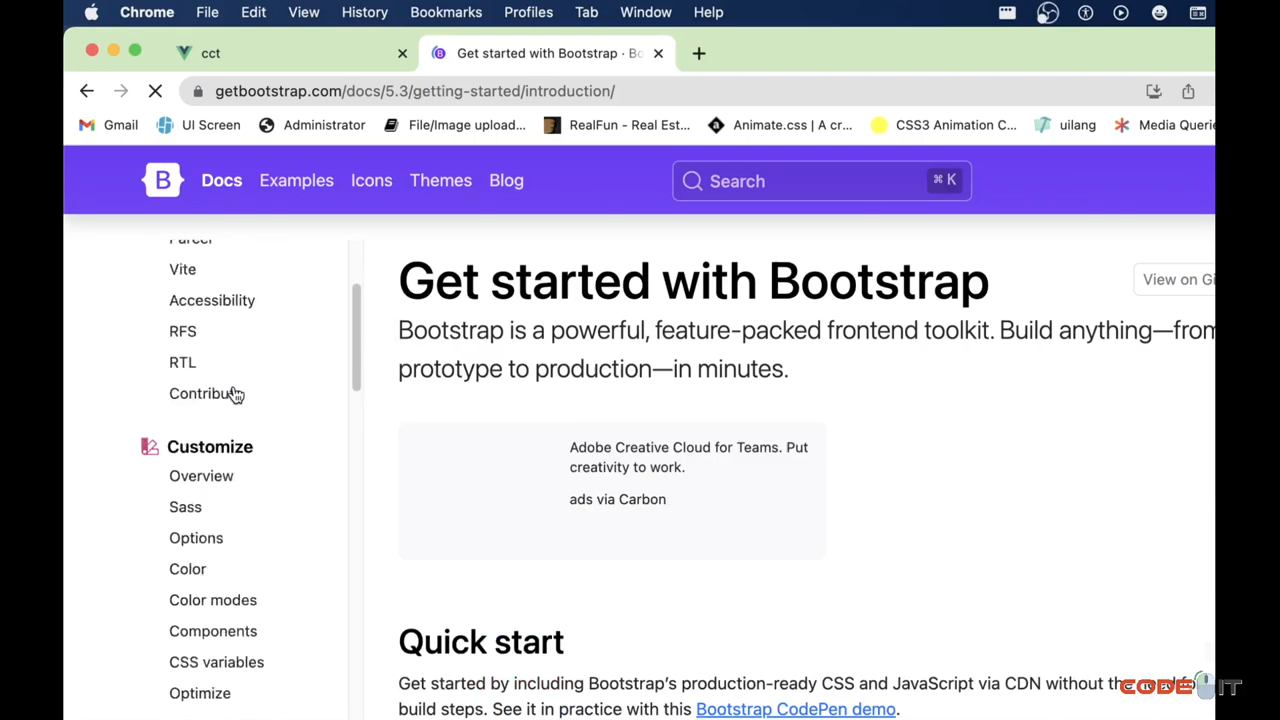 Chrome File Edit View History Bookmarks Profiles Tab Window Help
cct Get started with Bootstrap · Bo
getbootstrap.com/docs/5.3/getting-started/introduction/
Gmail UI Screen Administrator File/Image upload... RealFun - Real Est... Animate.css | A cr... CSS3 Animation C... uilang Media Querie
B Docs Examples Icons Themes Blog Search ⌘ K
Parcel
Vite
Accessibility
RFS
RTL
Contribu
Customize
Overview
Sass
Options
Color
Color modes
Components
CSS variables
Optimize
Get started with Bootstrap
View on Gi
Bootstrap is a powerful, feature-packed frontend toolkit. Build anything—from
prototype to production—in minutes.
Adobe Creative Cloud for Teams. Put
creativity to work.
ads via Carbon
Quick start
Get started by including Bootstrap's production-ready CSS and JavaScript via CDN without the
build steps. See it in practice with this Bootstrap CodePen demo.
CODE IT